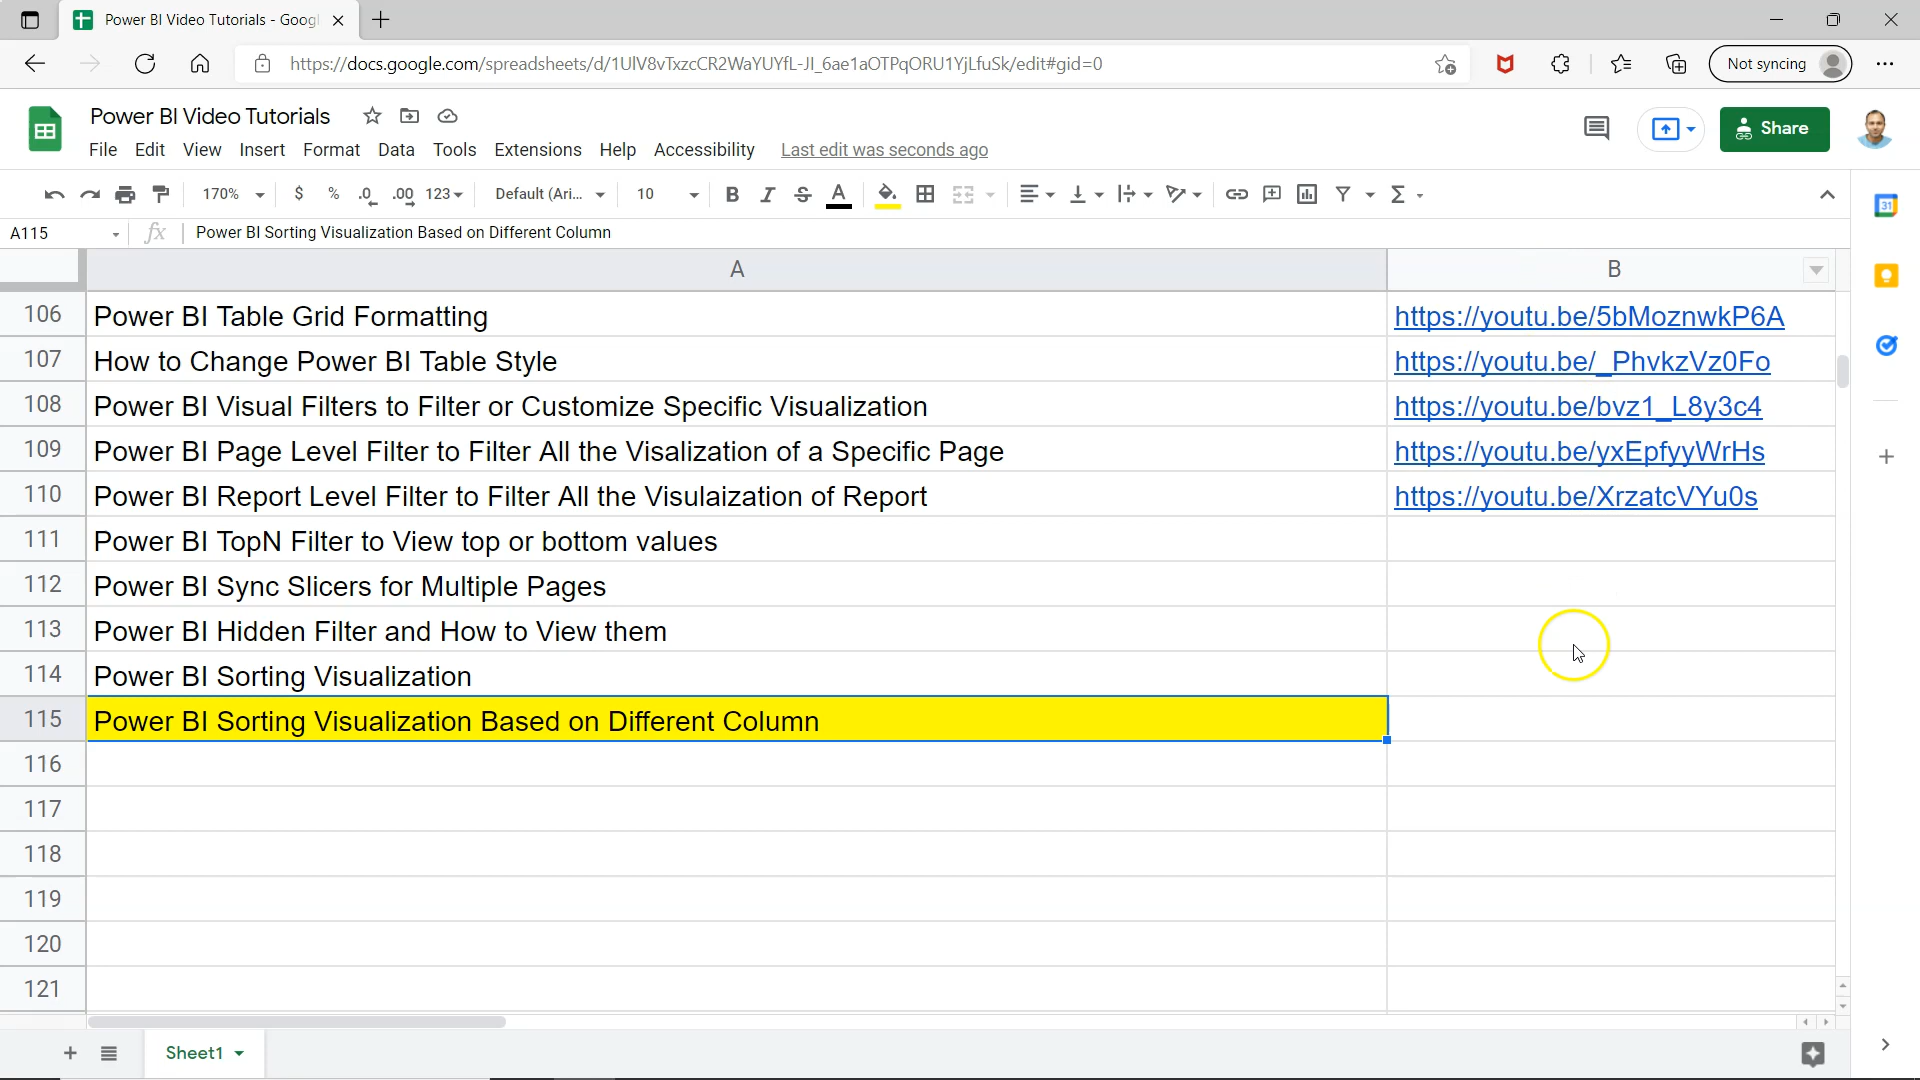 Power BI Video Tutorials - Googl
https://docs.google.com/spreadsheets/d/1UlV8vTxzcCR2WaYUYfL-JI_6ae1aOTPqORU1YjLfuSk/edit#gid=0
Not syncing
Power BI Video Tutorials
Share
File Edit View Insert Format Data Tools Extensions Help Accessibility Last edit was seconds ago
170% $ % .0 .00 123 Default (Ari... 10 B I S A Σ
31
A115 fx Power BI Sorting Visualization Based on Different Column
A B
106 Power BI Table Grid Formatting https://youtu.be/5bMoznwkP6A
107 How to Change Power BI Table Style https://youtu.be/_PhvkzVz0Fo
108 Power BI Visual Filters to Filter or Customize Specific Visualization https://youtu.be/bvz1_L8y3c4
109 Power BI Page Level Filter to Filter All the Visalization of a Specific Page https://youtu.be/yxEpfyyWrHs
110 Power BI Report Level Filter to Filter All the Visulaization of Report https://youtu.be/XrzatcVYu0s
111 Power BI TopN Filter to View top or bottom values
112 Power BI Sync Slicers for Multiple Pages
113 Power BI Hidden Filter and How to View them
114 Power BI Sorting Visualization
115 Power BI Sorting Visualization Based on Different Column
116
117
118
119
120
121
Sheet1